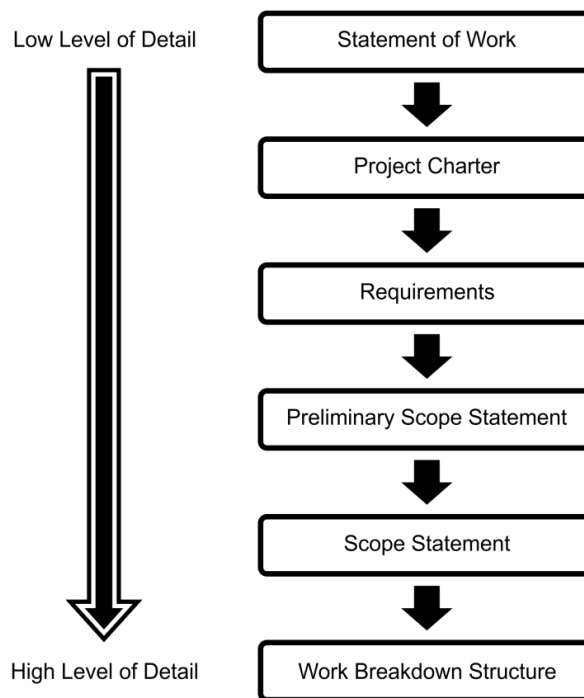 Low Level of Detail
Statement of Work
Project Charter
Requirements
Preliminary Scope Statement
Scope Statement
High Level of Detail
Work Breakdown Structure